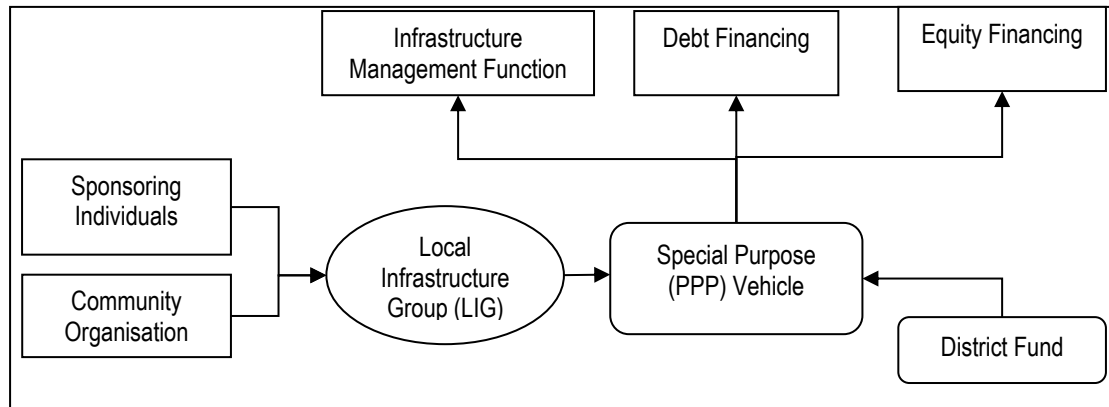 Infrastructure
Management Function
Debt Financing
Equity Financing
Sponsoring
Individuals
Community
Organisation
Local
Infrastructure
Group (LIG)
Special Purpose
(PPP) Vehicle
District Fund